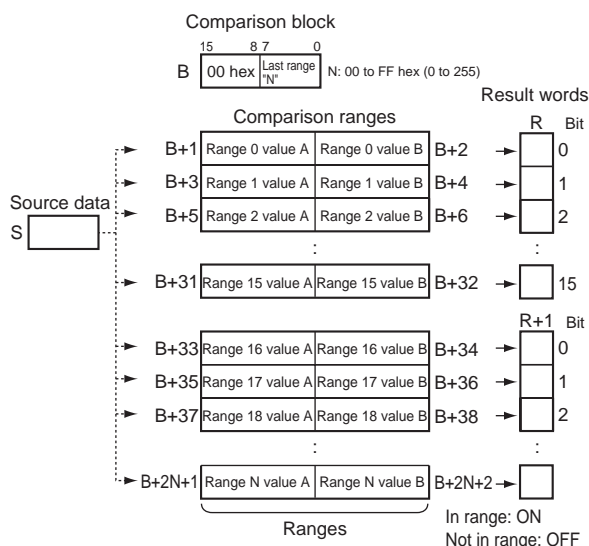 Comparison block
15 8 7 0
B 00 hex Last range "N" N: 00 to FF hex (0 to 255)
Result words
Comparison ranges R Bit
B+1 Range 0 value A Range 0 value B B+2 0
B+3 Range 1 value A Range 1 value B B+4 1
Source data
S
B+5 Range 2 value A Range 2 value B B+6 2
: :
B+31 Range 15 value A Range 15 value B B+32 15
R+1 Bit
B+33 Range 16 value A Range 16 value B B+34 0
B+35 Range 17 value A Range 17 value B B+36 1
B+37 Range 18 value A Range 18 value B B+38 2
: :
B+2N+1 Range N value A Range N value B B+2N+2
Ranges
In range: ON
Not in range: OFF